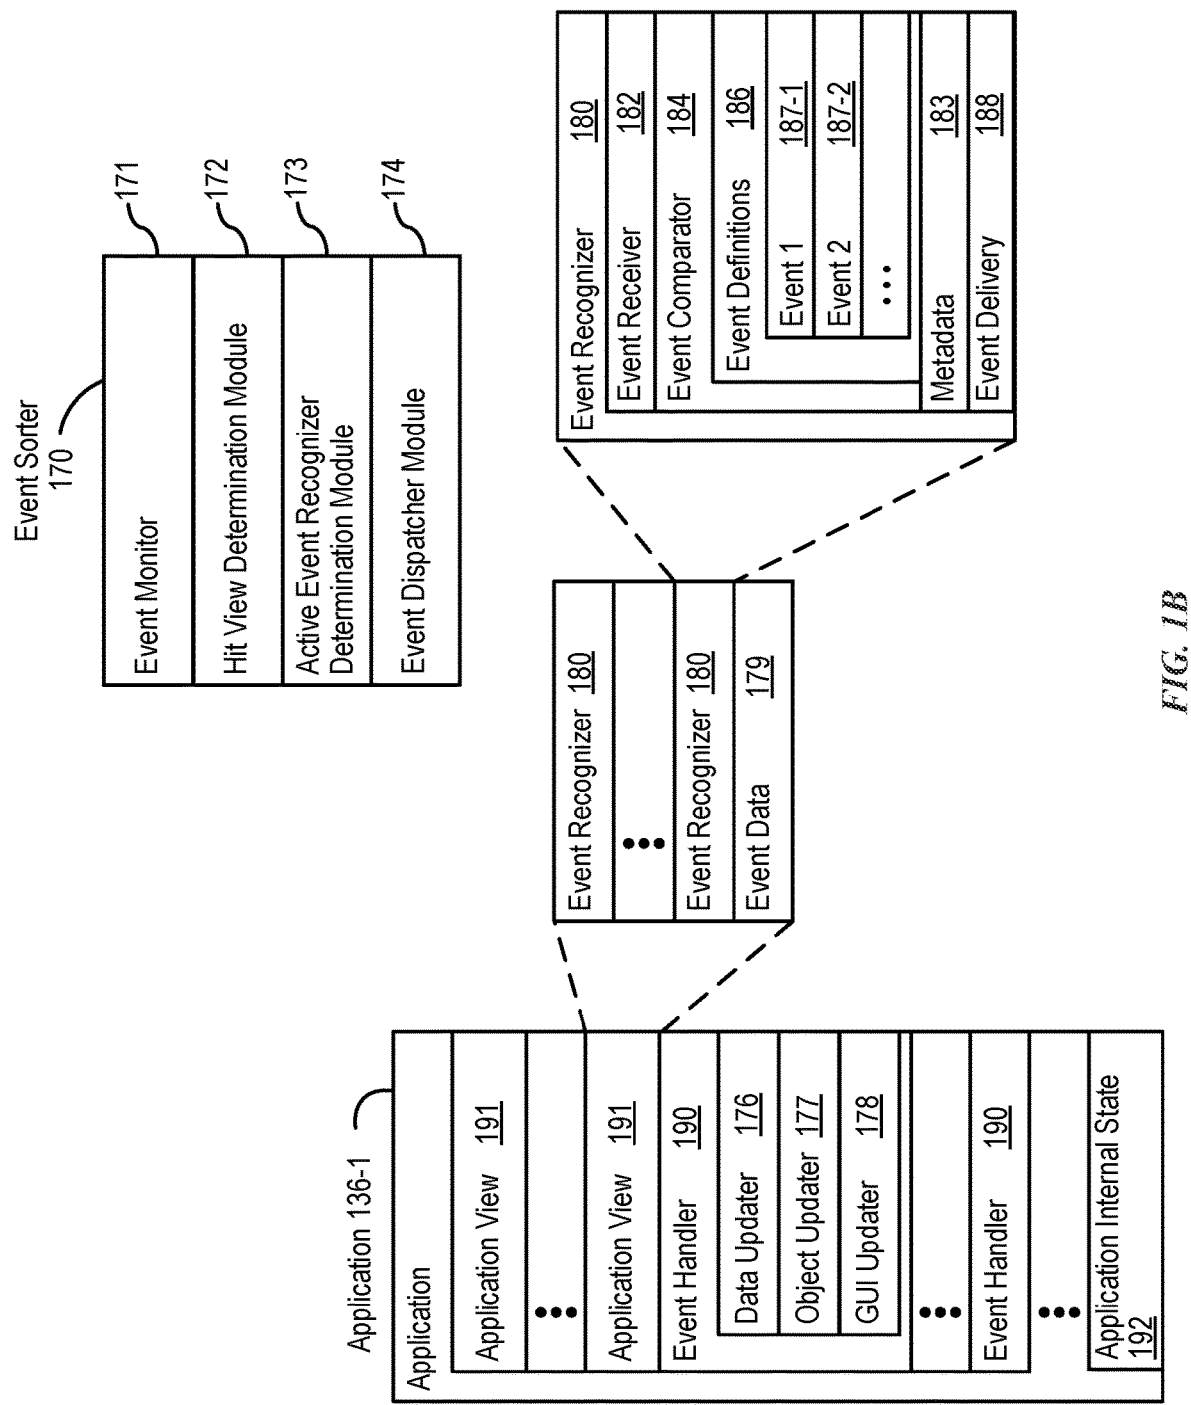 Event Sorter
170
Event Monitor
171
Hit View Determination Module
172
Active Event Recognizer
Determination Module
173
Event Dispatcher Module
174
Application 136-1
Application
Application View 191
Application View 191
Event Handler 190
Data Updater 176
Object Updater 177
GUI Updater 178
Event Handler 190
Application Internal State
192
Event Recognizer 180
Event Recognizer 180
Event Data 179
Event Recognizer 180
Event Receiver 182
Event Comparator 184
Event Definitions 186
Event 1 187-1
Event 2 187-2
Metadata 183
Event Delivery 188
FIG. 1B